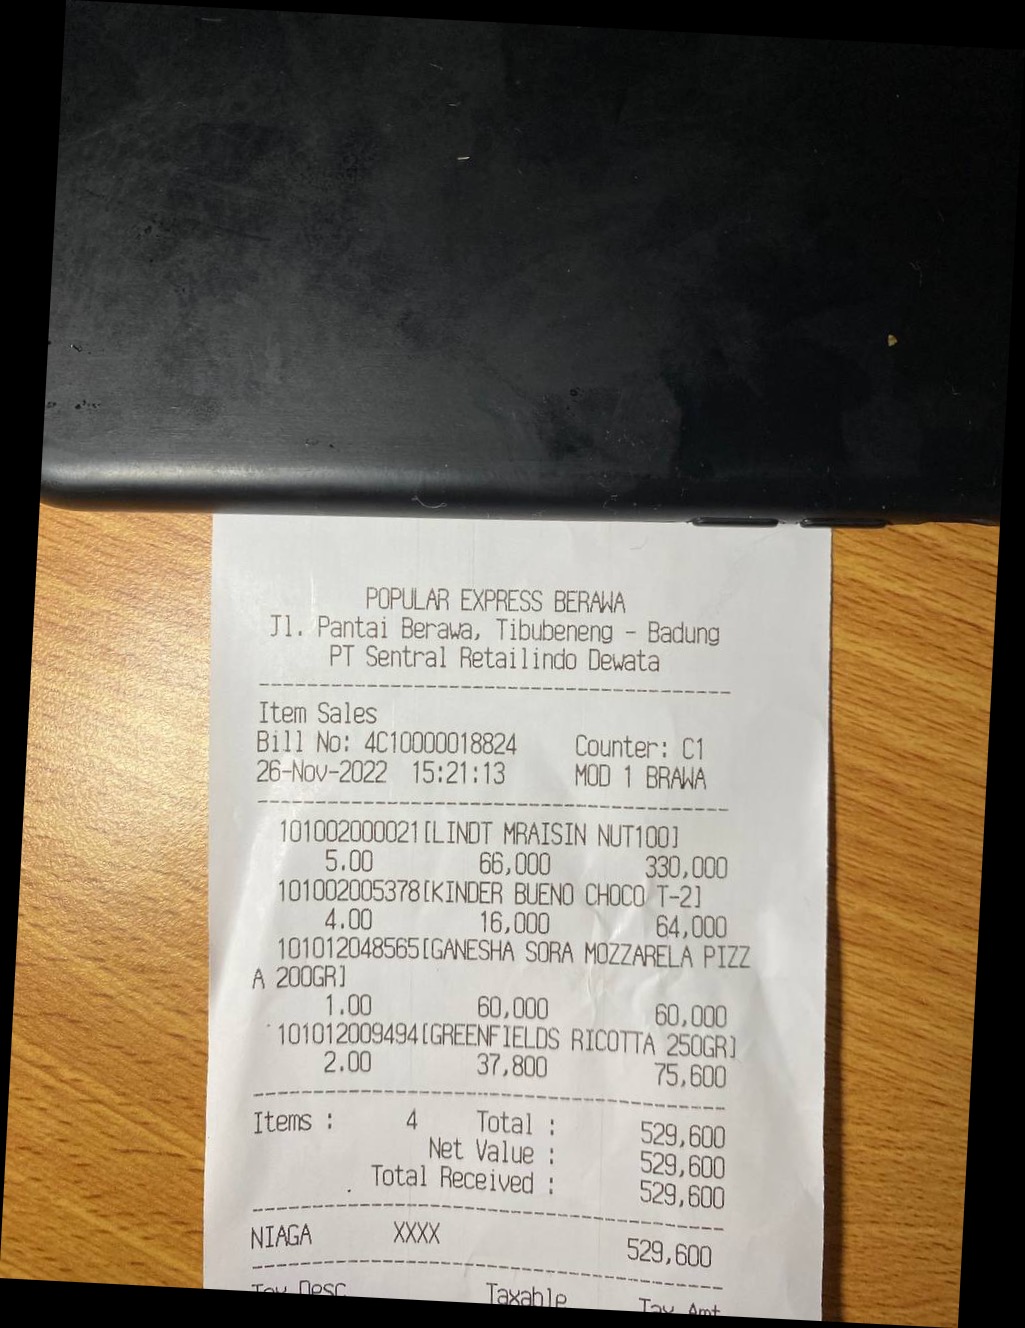 POPULAR EXPRESS BERAWA
Jl. Pantai Berawa, Tibubeneng - Badung
PT Sentral Retailindo Dewata
Item Sales
Bill No: 4C10000018824 Counter: C1
26-Nov-2022 15:21:13 MOD 1 BRAWA
101002000021[LINDT MRAISIN NUT100]
5.00 66,000 330,000
101002005378[KINDER BUENO CHOCO T-2]
4.00 16,000 64,000
101012048565[GANESHA SORA MOZZARELA PIZZ
A 200GR]
1.00 60,000 60,000
101012009494[GREENFIELDS RICOTTA 250GR]
2.00 37,800 75,600
Items : 4 Total : 529,600
Net Value : 529,600
Total Received : 529,600
NIAGA XXXX 529,600
Tax Desc Taxable Tax Amt